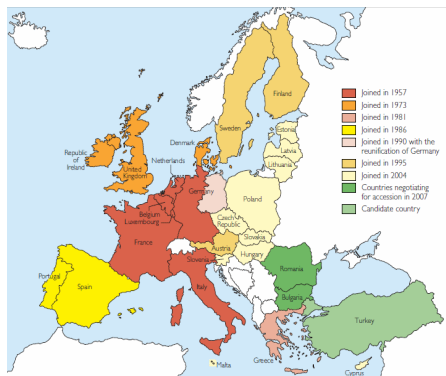 Finland
Sweden
Estonia
Latvia
Lithuania
Denmark
Republic of
Ireland
United
Kingdom
Netherlands
Germany
Poland
Belgium
Luxembourg
Czech
Republic
Slovakia
France
Austria
Hungary
Slovenia
Romania
Italy
Bulgaria
Portugal
Spain
Turkey
Greece
Malta
Cyprus
Joined in 1957
Joined in 1973
Joined in 1981
Joined in 1986
Joined in 1990 with the
reunification of Germany
Joined in 1995
Joined in 2004
Countries negotiating
for accession in 2007
Candidate country